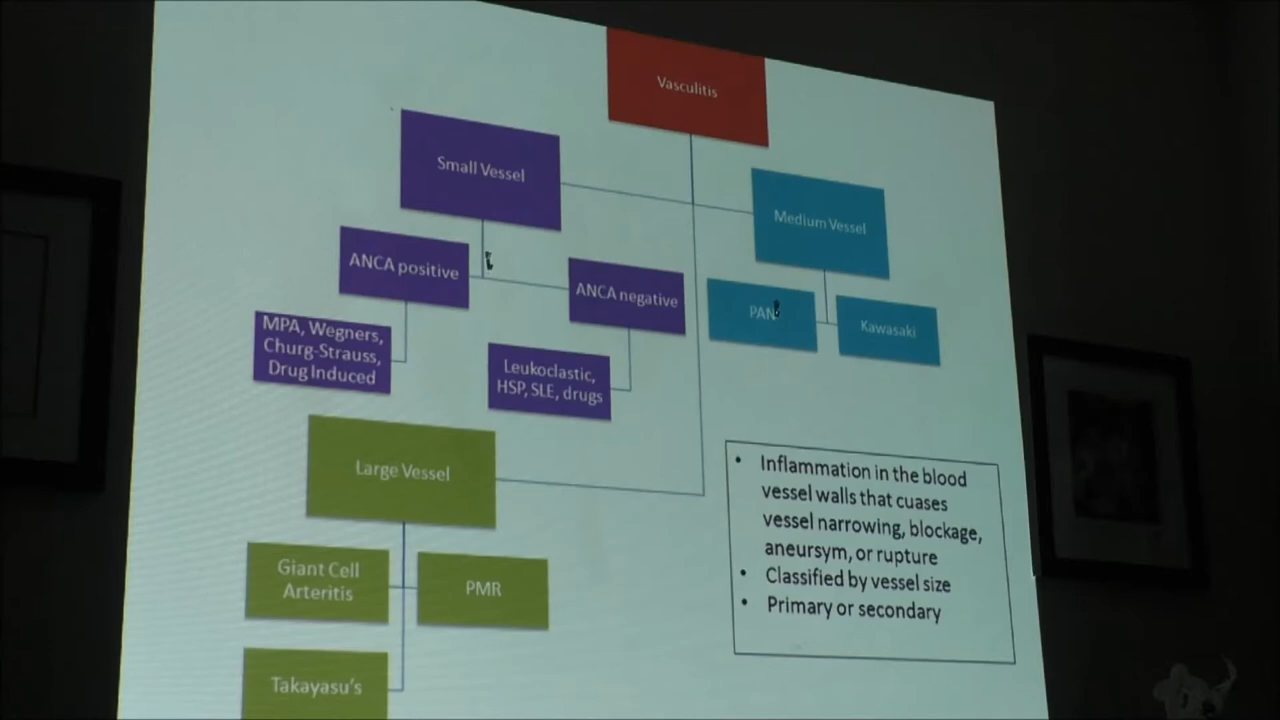 Vasculitis
Small Vessel
Medium Vessel
ANCA positive
ANCA negative
PAN
Kawasaki
MPA, Wegners,
Churg-Strauss,
Drug Induced
Leukoclastic,
HSP, SLE, drugs
Large Vessel
Giant Cell
Arteritis
PMR
Takayasu's
• Inflammation in the blood
vessel walls that cuases
vessel narrowing, blockage,
aneursym, or rupture
• Classified by vessel size
• Primary or secondary